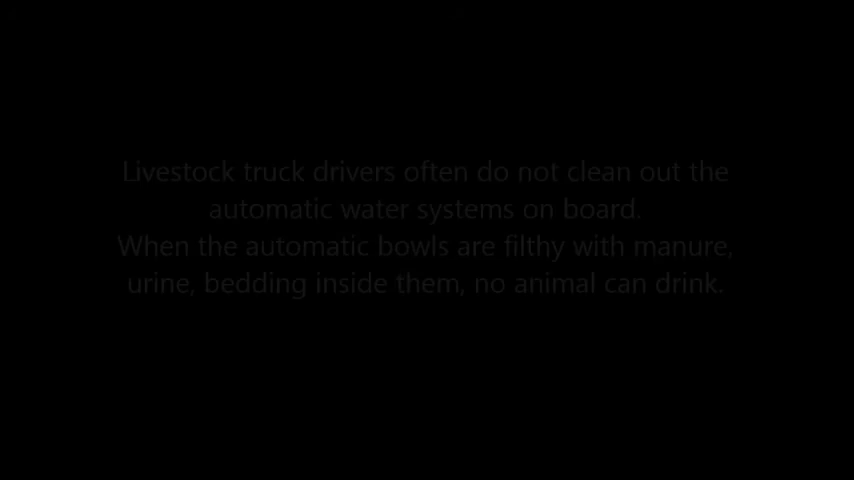 Livestock truck drivers often do not clean out the
automatic water systems on board.
When the automatic bowls are filthy with manure,
urine, bedding inside them, no animal can drink.